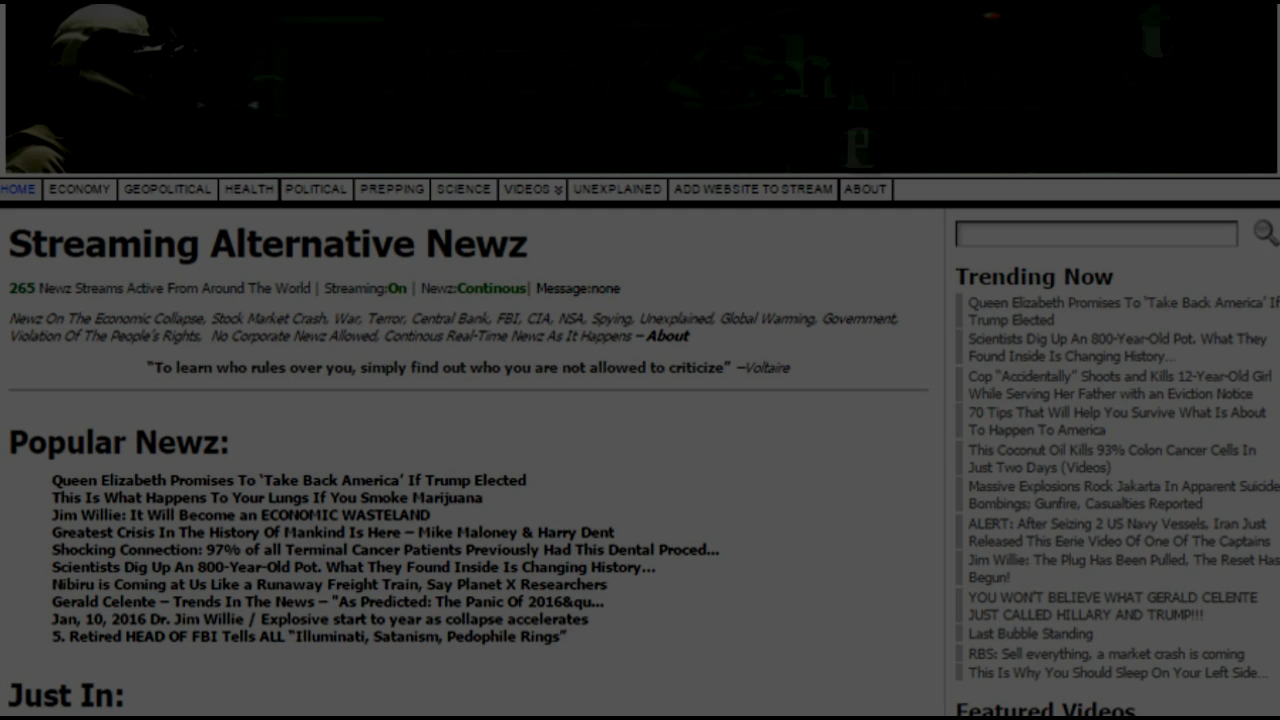 HOME ECONOMY GEOPOLITICAL HEALTH POLITICAL PREPPING SCIENCE VIDEOS UNEXPLAINED ADD WEBSITE TO STREAM ABOUT
Streaming Alternative Newz
265 Newz Streams Active From Around The World | Streaming:On | Newz:Continous| Message:none
Newz On The Economic Collapse, Stock Market Crash, War, Terror, Central Bank, FBI, CIA, NSA, Spying, Unexplained, Global Warming, Government,
Violation Of The People's Rights, No Corporate Newz Allowed, Continous Real-Time Newz As It Happens – About
"To learn who rules over you, simply find out who you are not allowed to criticize" —Voltaire
Popular Newz:
Queen Elizabeth Promises To 'Take Back America' If Trump Elected
This Is What Happens To Your Lungs If You Smoke Marijuana
Jim Willie: It Will Become an ECONOMIC WASTELAND
Greatest Crisis In The History Of Mankind Is Here – Mike Maloney & Harry Dent
Shocking Connection: 97% of all Terminal Cancer Patients Previously Had This Dental Proced...
Scientists Dig Up An 800-Year-Old Pot. What They Found Inside Is Changing History…
Nibiru is Coming at Us Like a Runaway Freight Train, Say Planet X Researchers
Gerald Celente – Trends In The News – "As Predicted: The Panic Of 2016&qu...
Jan, 10, 2016 Dr. Jim Willie / Explosive start to year as collapse accelerates
5. Retired HEAD OF FBI Tells ALL "Illuminati, Satanism, Pedophile Rings"
Just In:
Trending Now
Queen Elizabeth Promises To 'Take Back America' If
Trump Elected
Scientists Dig Up An 800-Year-Old Pot. What They
Found Inside Is Changing History…
Cop "Accidentally" Shoots and Kills 12-Year-Old Girl
While Serving Her Father with an Eviction Notice
70 Tips That Will Help You Survive What Is About
To Happen To America
This Coconut Oil Kills 93% Colon Cancer Cells In
Just Two Days (Videos)
Massive Explosions Rock Jakarta In Apparent Suicide
Bombings; Gunfire, Casualties Reported
ALERT: After Seizing 2 US Navy Vessels, Iran Just
Released This Eerie Video Of One Of The Captains
Jim Willie: The Plug Has Been Pulled, The Reset Has
Begun!
YOU WON'T BELIEVE WHAT GERALD CELENTE
JUST CALLED HILLARY AND TRUMP!!!
Last Bubble Standing
RBS: Sell everything, a market crash is coming
This Is Why You Should Sleep On Your Left Side…
Featured Videos